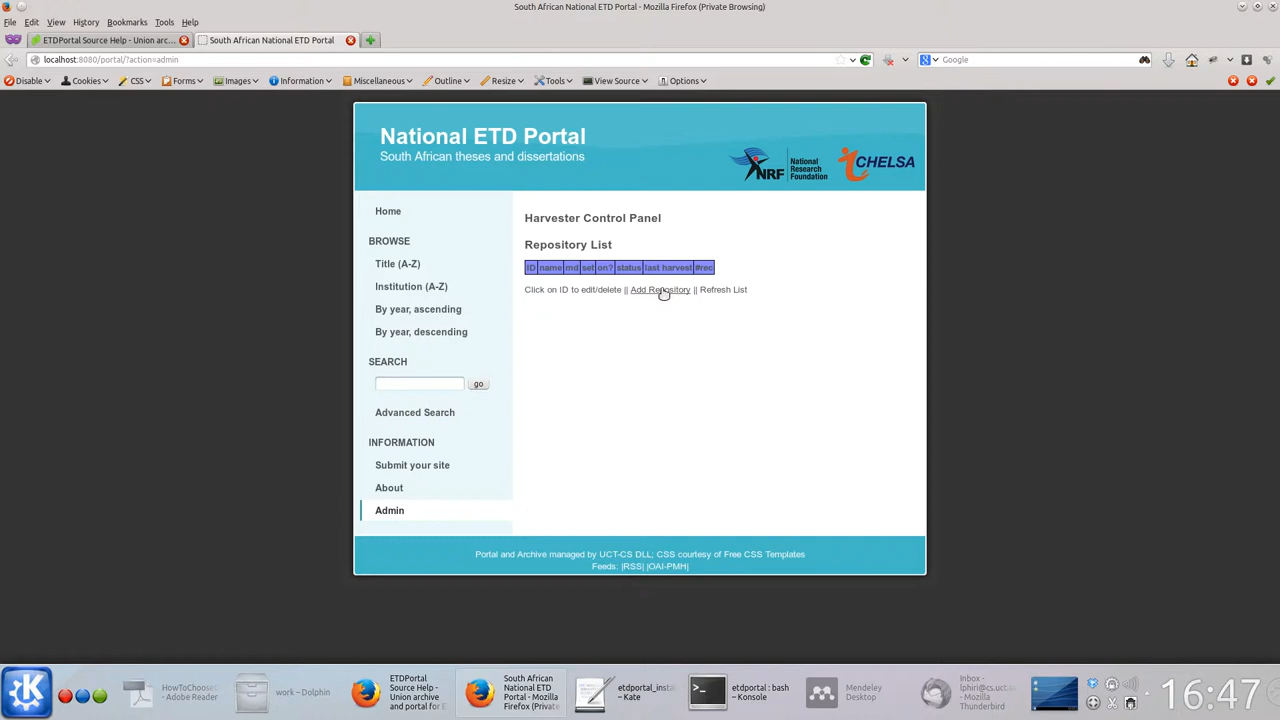 South African National ETD Portal - Mozilla Firefox (Private Browsing)
File Edit View History Bookmarks Tools Help
ETDPortal Source Help - Union arc... South African National ETD Portal
localhost:8080/portal/?action=admin Google
Disable Cookies CSS Forms Images Information Miscellaneous Outline Resize Tools View Source Options
National ETD Portal
South African theses and dissertations
NRF National Research Foundation CHELSA
Home
BROWSE
Title (A-Z)
Institution (A-Z)
By year, ascending
By year, descending
SEARCH
go
Advanced Search
INFORMATION
Submit your site
About
Admin
Harvester Control Panel
Repository List
ID name md set on? status last harvest #rec
Click on ID to edit/delete || Add Repository || Refresh List
Portal and Archive managed by UCT-CS DLL; CSS courtesy of Free CSS Templates
Feeds: |RSS| |OAI-PMH|
HowToChoose
- Adobe Reader
work – Dolphin
ETDPortal
Source Help -
Union archive
and portal for E
South African
National ETD
Portal - Mozilla
Firefox (Private
etdportal_insta
– Kate
etdportal : bash
– Konsole
Mendeley
Desktop
Inbox -
lphiri@cs.uct.a
- Mozilla
Thunderbird
16:47